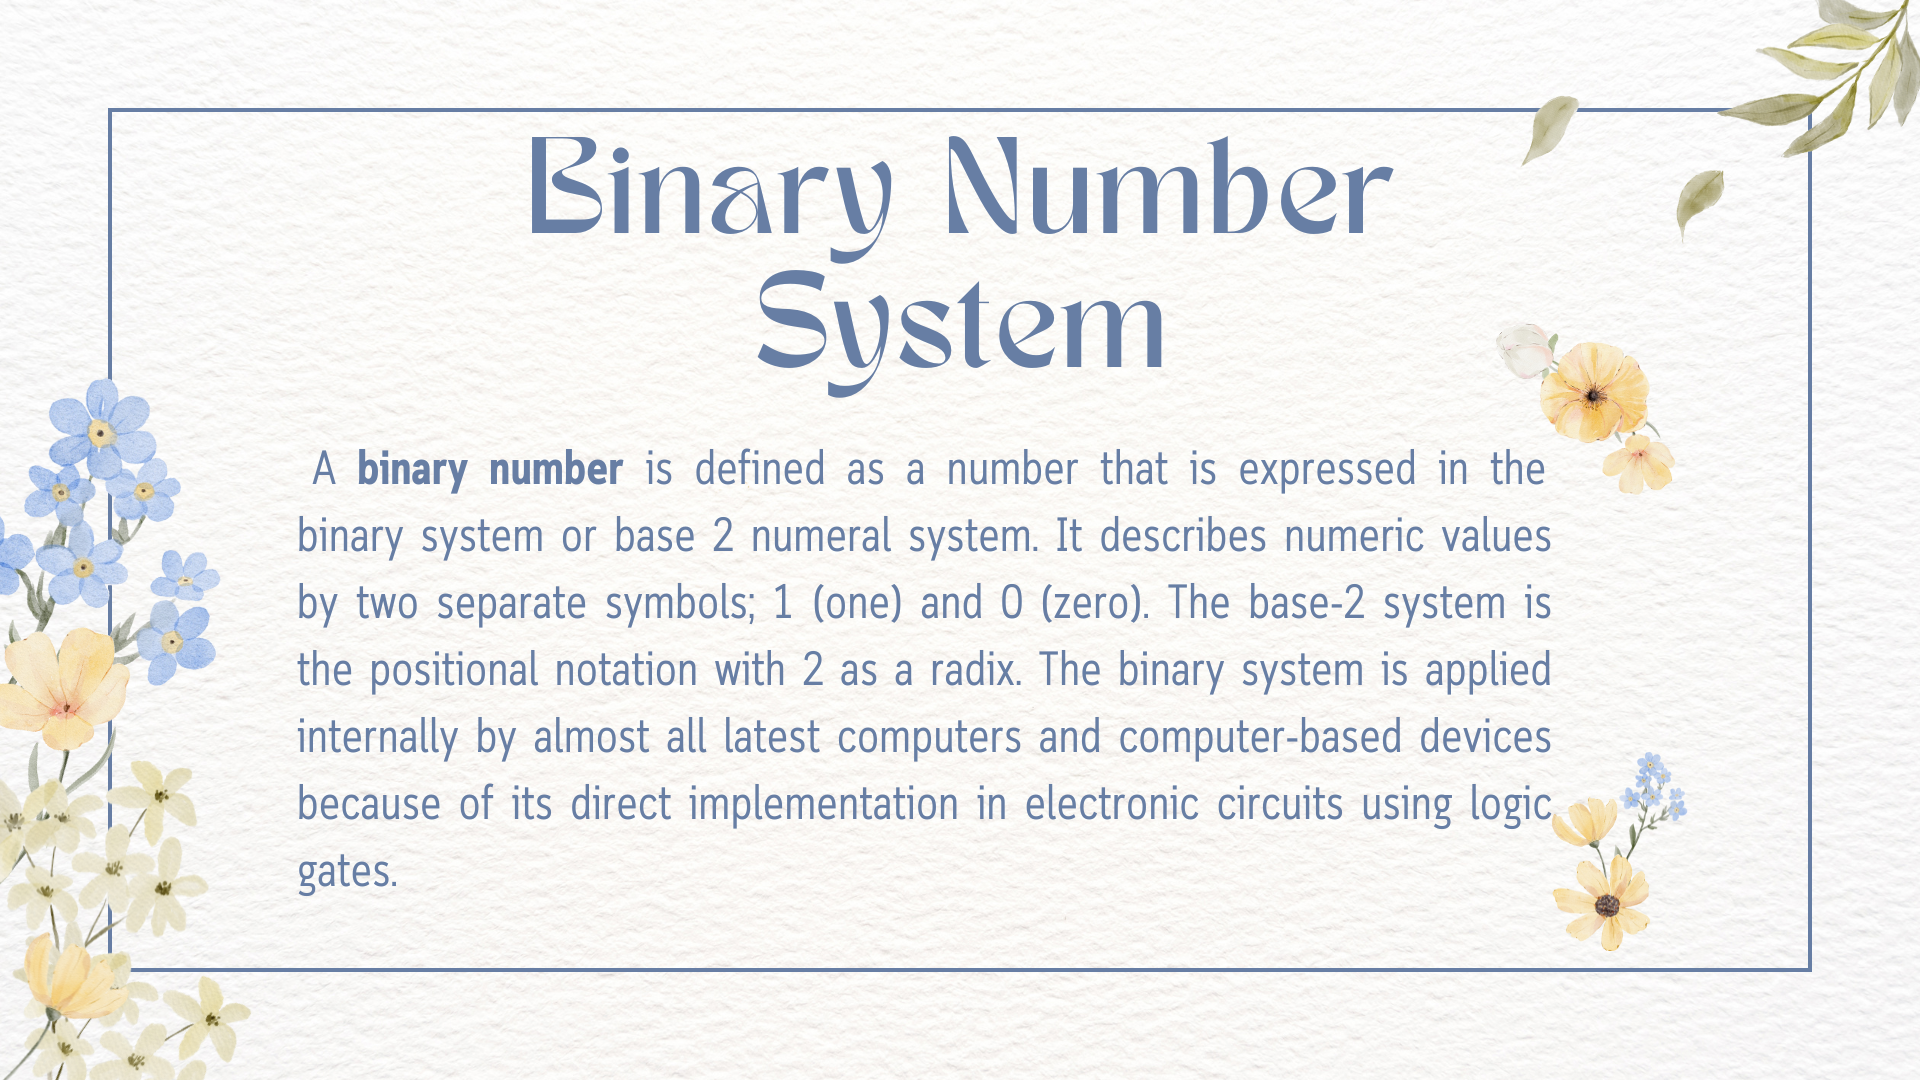 Binary Number
System
A binary number is defined as a number that is expressed in the
binary system or base 2 numeral system. It describes numeric values
by two separate symbols; 1 (one) and 0 (zero). The base-2 system is
the positional notation with 2 as a radix. The binary system is applied
internally by almost all latest computers and computer-based devices
because of its direct implementation in electronic circuits using logic
gates.